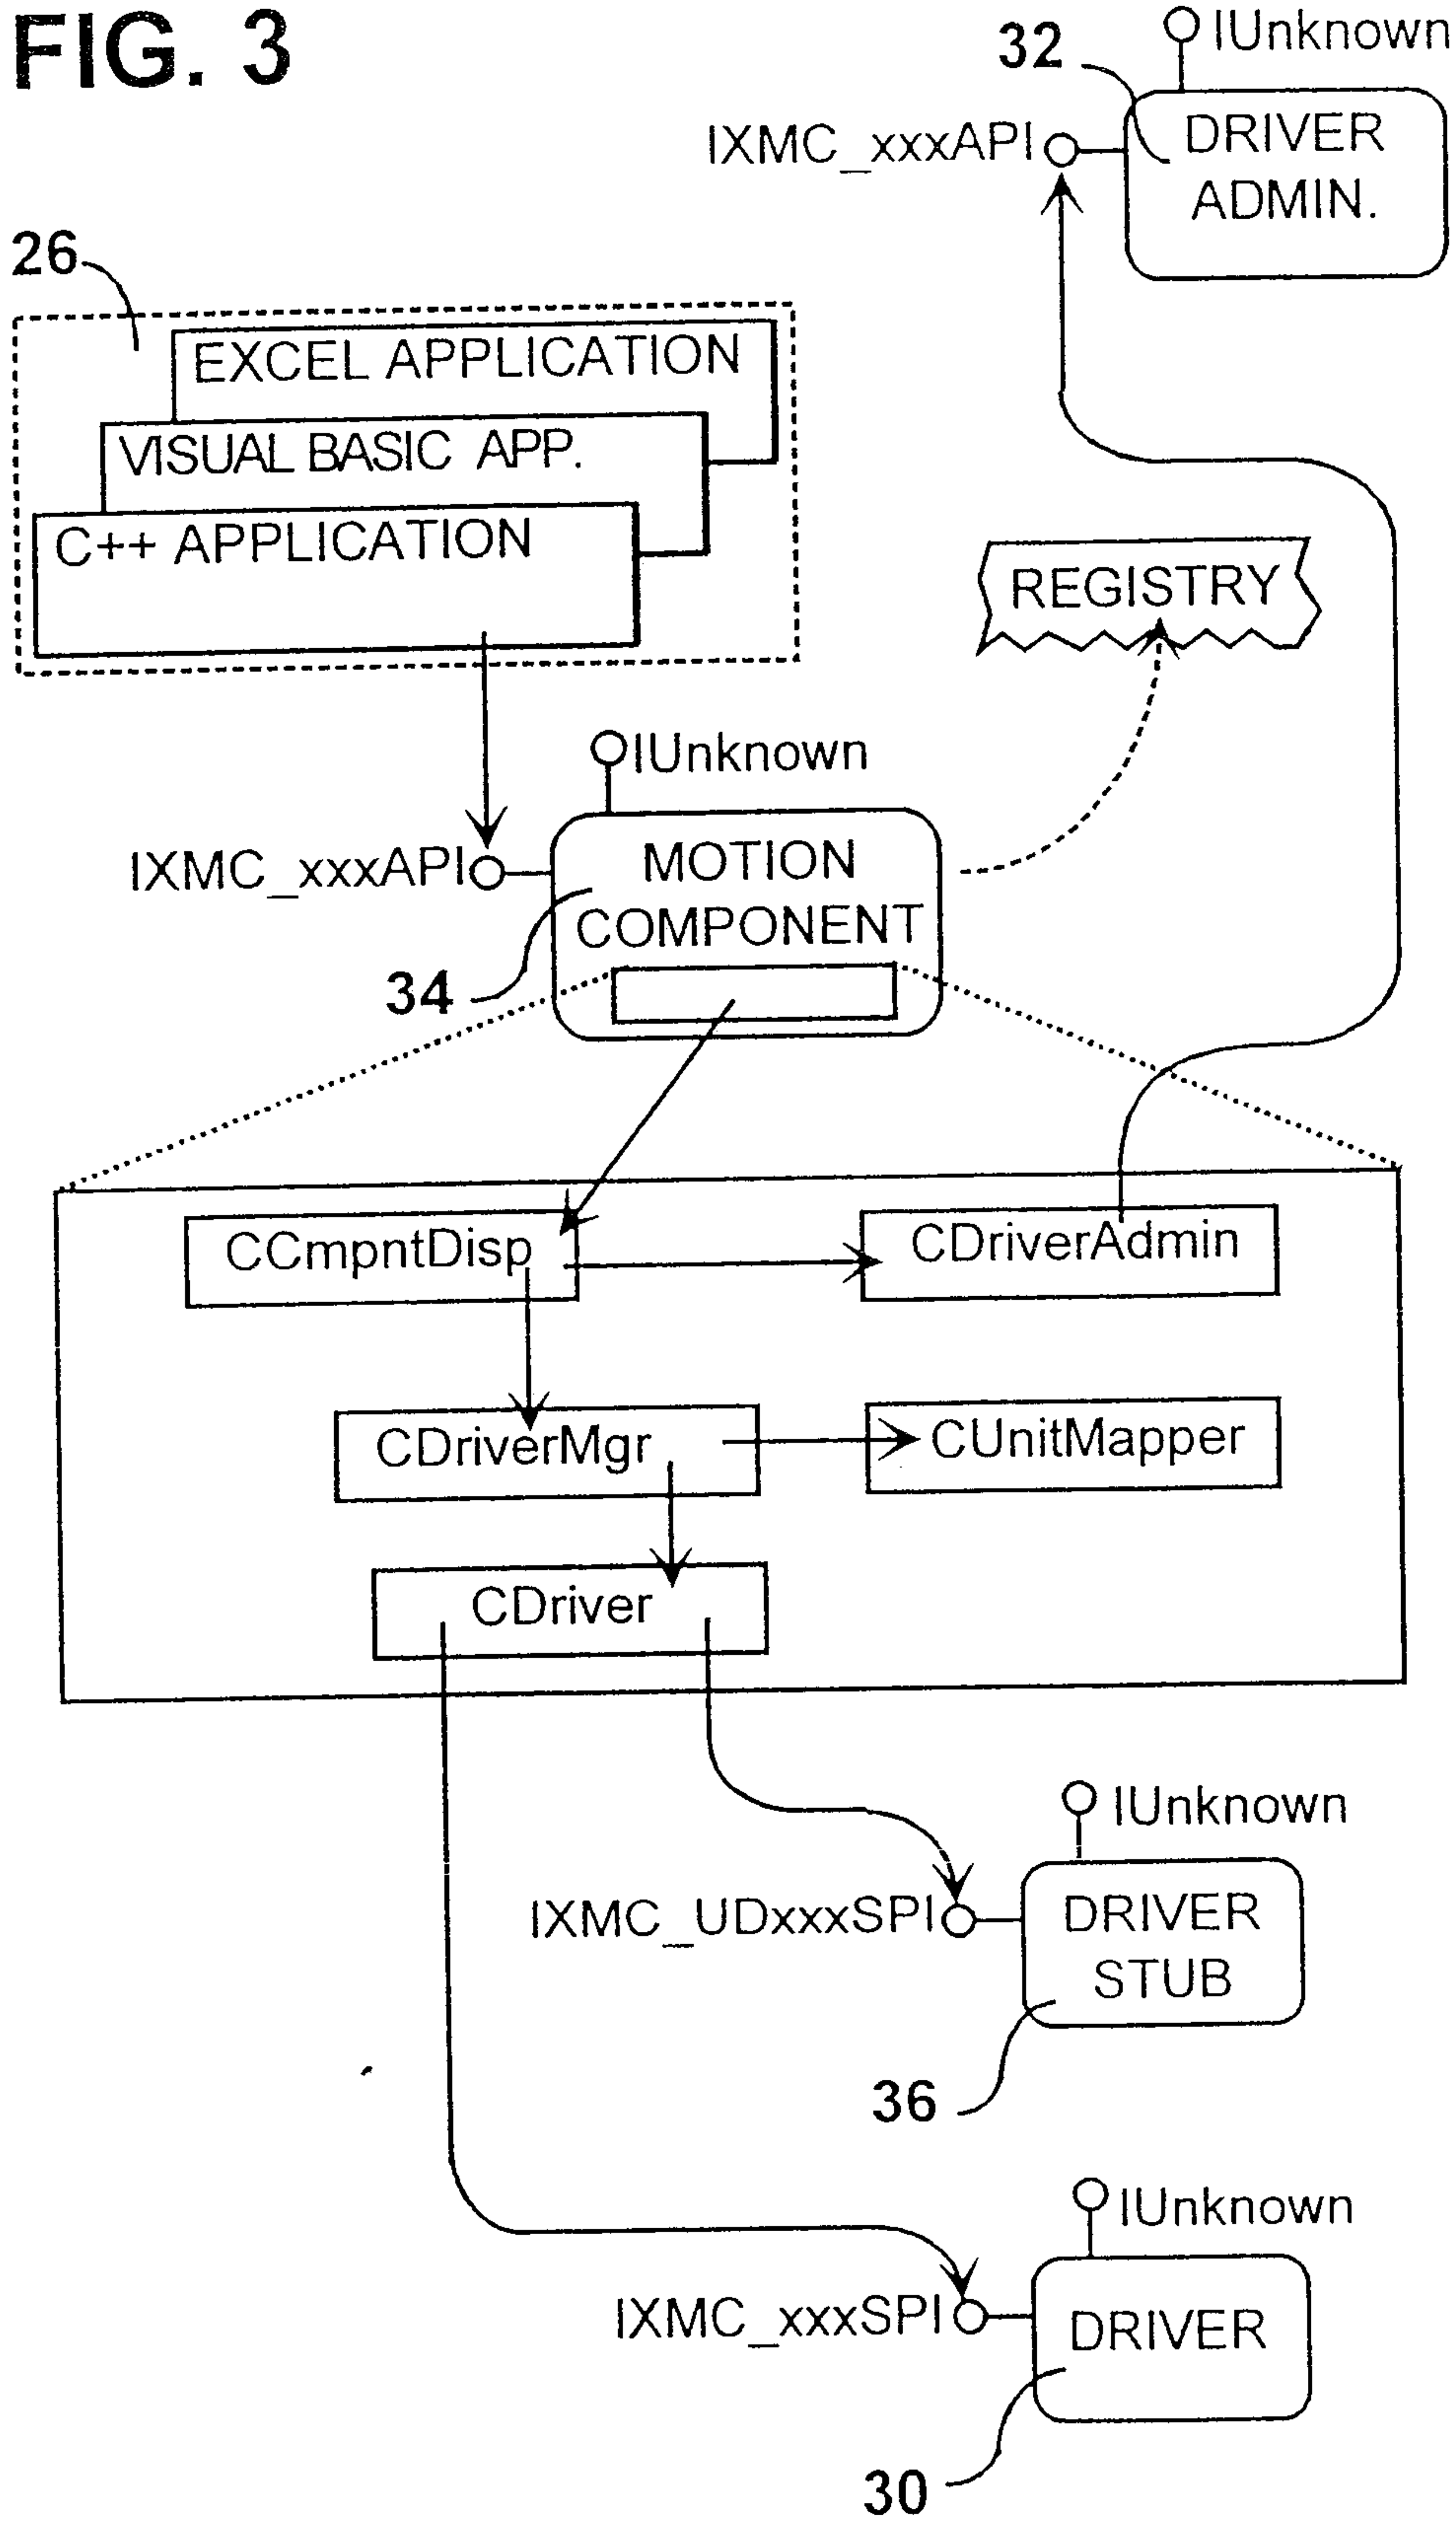 FIG. 3
IUnknown
32
IXMC_xxxAPI
DRIVER
ADMIN.
26
EXCEL APPLICATION
VISUAL BASIC APP.
C++ APPLICATION
REGISTRY
IUnknown
IXMC_xxxAPI
MOTION
COMPONENT
34
CCmpntDisp
CDriverAdmin
CDriverMgr
CUnitMapper
CDriver
IUnknown
IXMC_UDxxxSPI
DRIVER
STUB
36
IUnknown
IXMC_xxxSPI
DRIVER
30